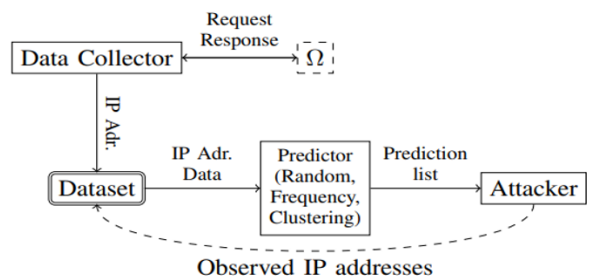 Request
Response
Data Collector
Ω
IP Adr.
Dataset
IP Adr.
Data
Predictor
(Random,
Frequency,
Clustering)
Prediction
list
Attacker
Observed IP addresses